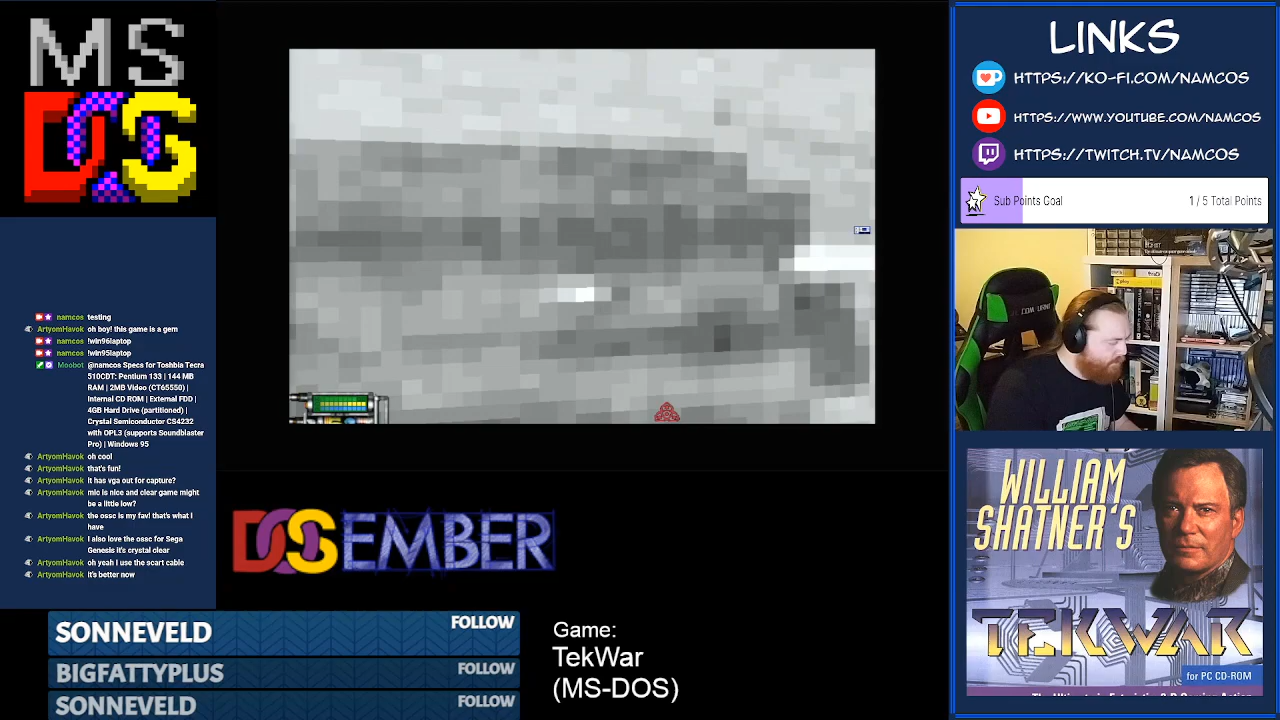 MS
DOS
namcos testing
ArtyomHavok oh boy! this game is a gem
namcos !win96laptop
namcos !win95laptop
Moobot @namcos Specs for Toshbia Tecra
510CDT: Pentium 133 | 144 MB
RAM | 2MB Video (CT65550) |
Internal CD ROM | External FDD |
4GB Hard Drive (partitioned) |
Crystal Semiconductor CS4232
with OPL3 (supports Soundblaster
Pro) | Windows 95
ArtyomHavok oh cool
ArtyomHavok that's fun!
ArtyomHavok it has vga out for capture?
ArtyomHavok mic is nice and clear game might
be a little low?
ArtyomHavok the ossc is my fav! that's what i
have
ArtyomHavok I also love the ossc for Sega
Genesis it's crystal clear
ArtyomHavok oh yeah I use the scart cable
ArtyomHavok it's better now
DOSEMBER
SONNEVELD FOLLOW
BIGFATTYPLUS FOLLOW
SONNEVELD FOLLOW
Game:
TekWar
(MS-DOS)
LINKS
HTTPS://KO-FI.COM/NAMCOS
HTTPS://WWW.YOUTUBE.COM/NAMCOS
HTTPS://TWITCH.TV/NAMCOS
Sub Points Goal 1 / 5 Total Points
WILLIAM
SHATNER'S
TEKWAR
for PC CD-ROM